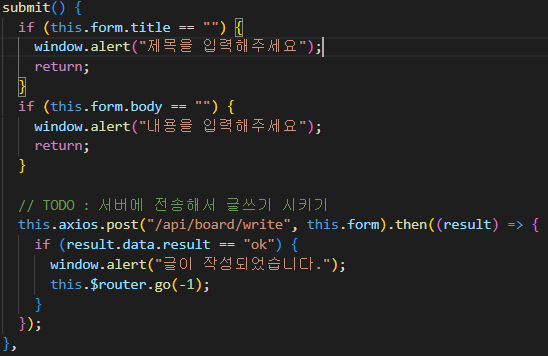 submit() {
  if (this.form.title == "") {
    window.alert("제목을 입력해주세요");
    return;
  }
  if (this.form.body == "") {
    window.alert("내용을 입력해주세요");
    return;
  }

  // TODO : 서버에 전송해서 글쓰기 시키기
  this.axios.post("/api/board/write", this.form).then((result) => {
    if (result.data.result == "ok") {
      window.alert("글이 작성되었습니다.");
      this.$router.go(-1);
    }
  });
},